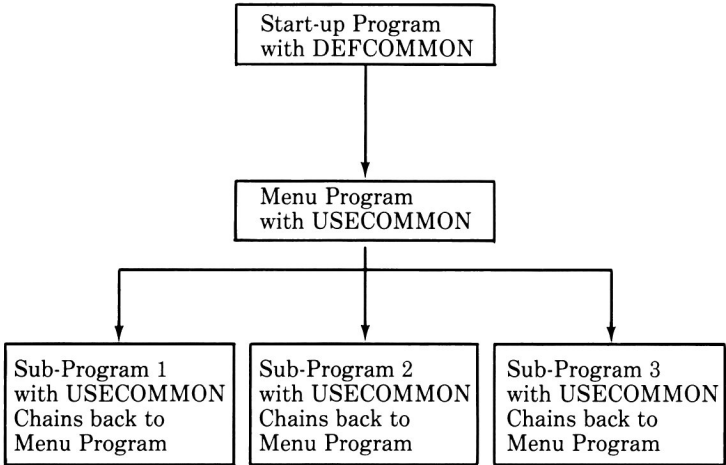 Start-up Program
with DEFCOMMON
Menu Program
with USECOMMON
Sub-Program 1
with USECOMMON
Chains back to
Menu Program
Sub-Program 2
with USECOMMON
Chains back to
Menu Program
Sub-Program 3
with USECOMMON
Chains back to
Menu Program